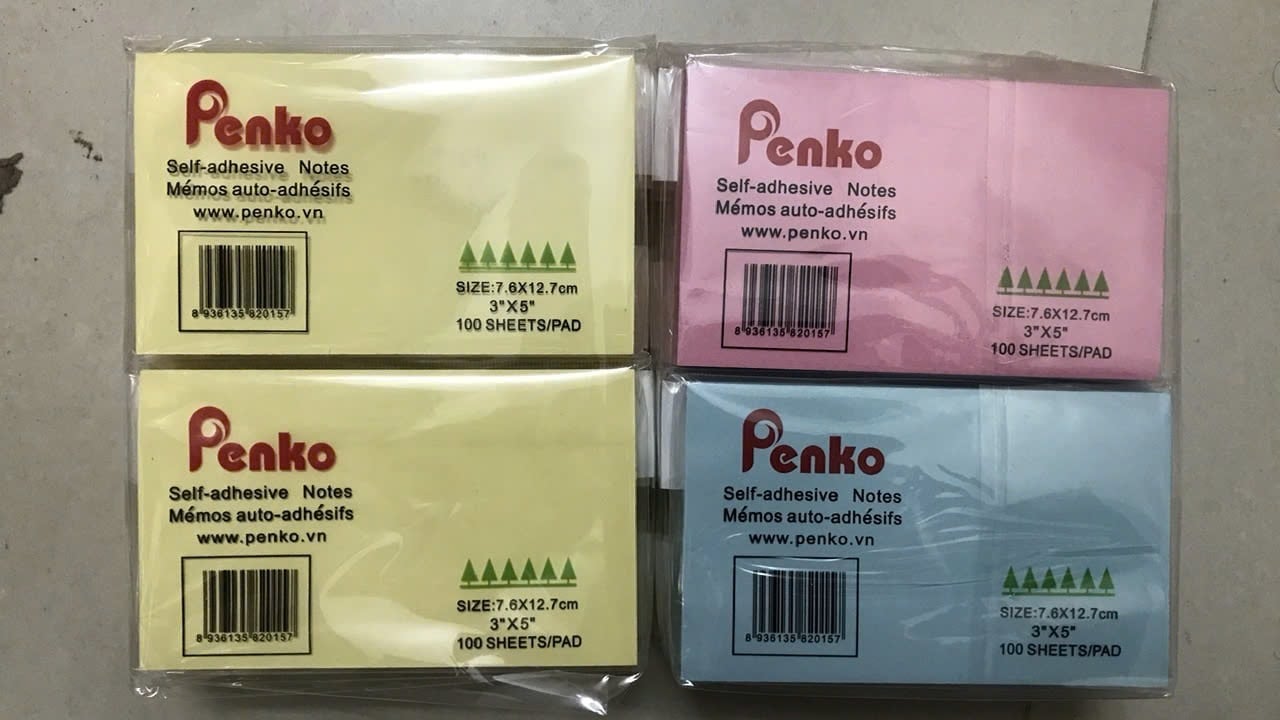 Penko
Self-adhesive Notes
Mémos auto-adhésifs
www.penko.vn
8 936135 820157
SIZE:7.6X12.7cm
3"X5"
100 SHEETS/PAD
Penko
Self-adhesive Notes
Mémos auto-adhésifs
www.penko.vn
8 936135 820157
SIZE:7.6X12.7cm
3"X5"
100 SHEETS/PAD
Penko
Self-adhesive Notes
Mémos auto-adhésifs
www.penko.vn
8 936135 820157
SIZE:7.6X12.7cm
3"X5"
100 SHEETS/PAD
Penko
Self-adhesive Notes
Mémos auto-adhésifs
www.penko.vn
8 936135 820157
SIZE:7.6X12.7cm
3"X5"
100 SHEETS/PAD